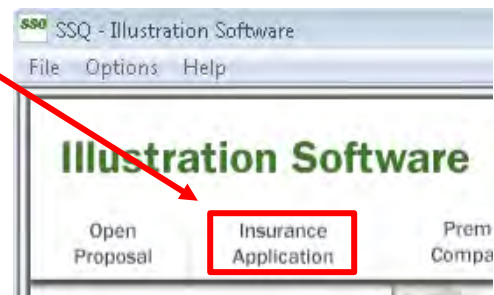 SSQ SSQ - Illustration Software
File Options Help
Illustration Software
Open Proposal
Insurance Application